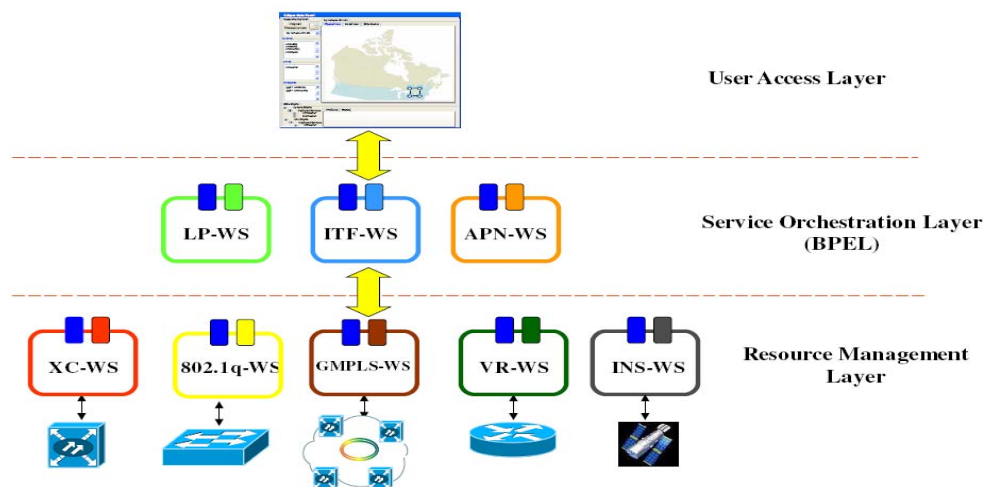 User Access Layer
LP-WS
ITF-WS
APN-WS
Service Orchestration Layer
(BPEL)
XC-WS
802.1q-WS
GMPLS-WS
VR-WS
INS-WS
Resource Management
Layer